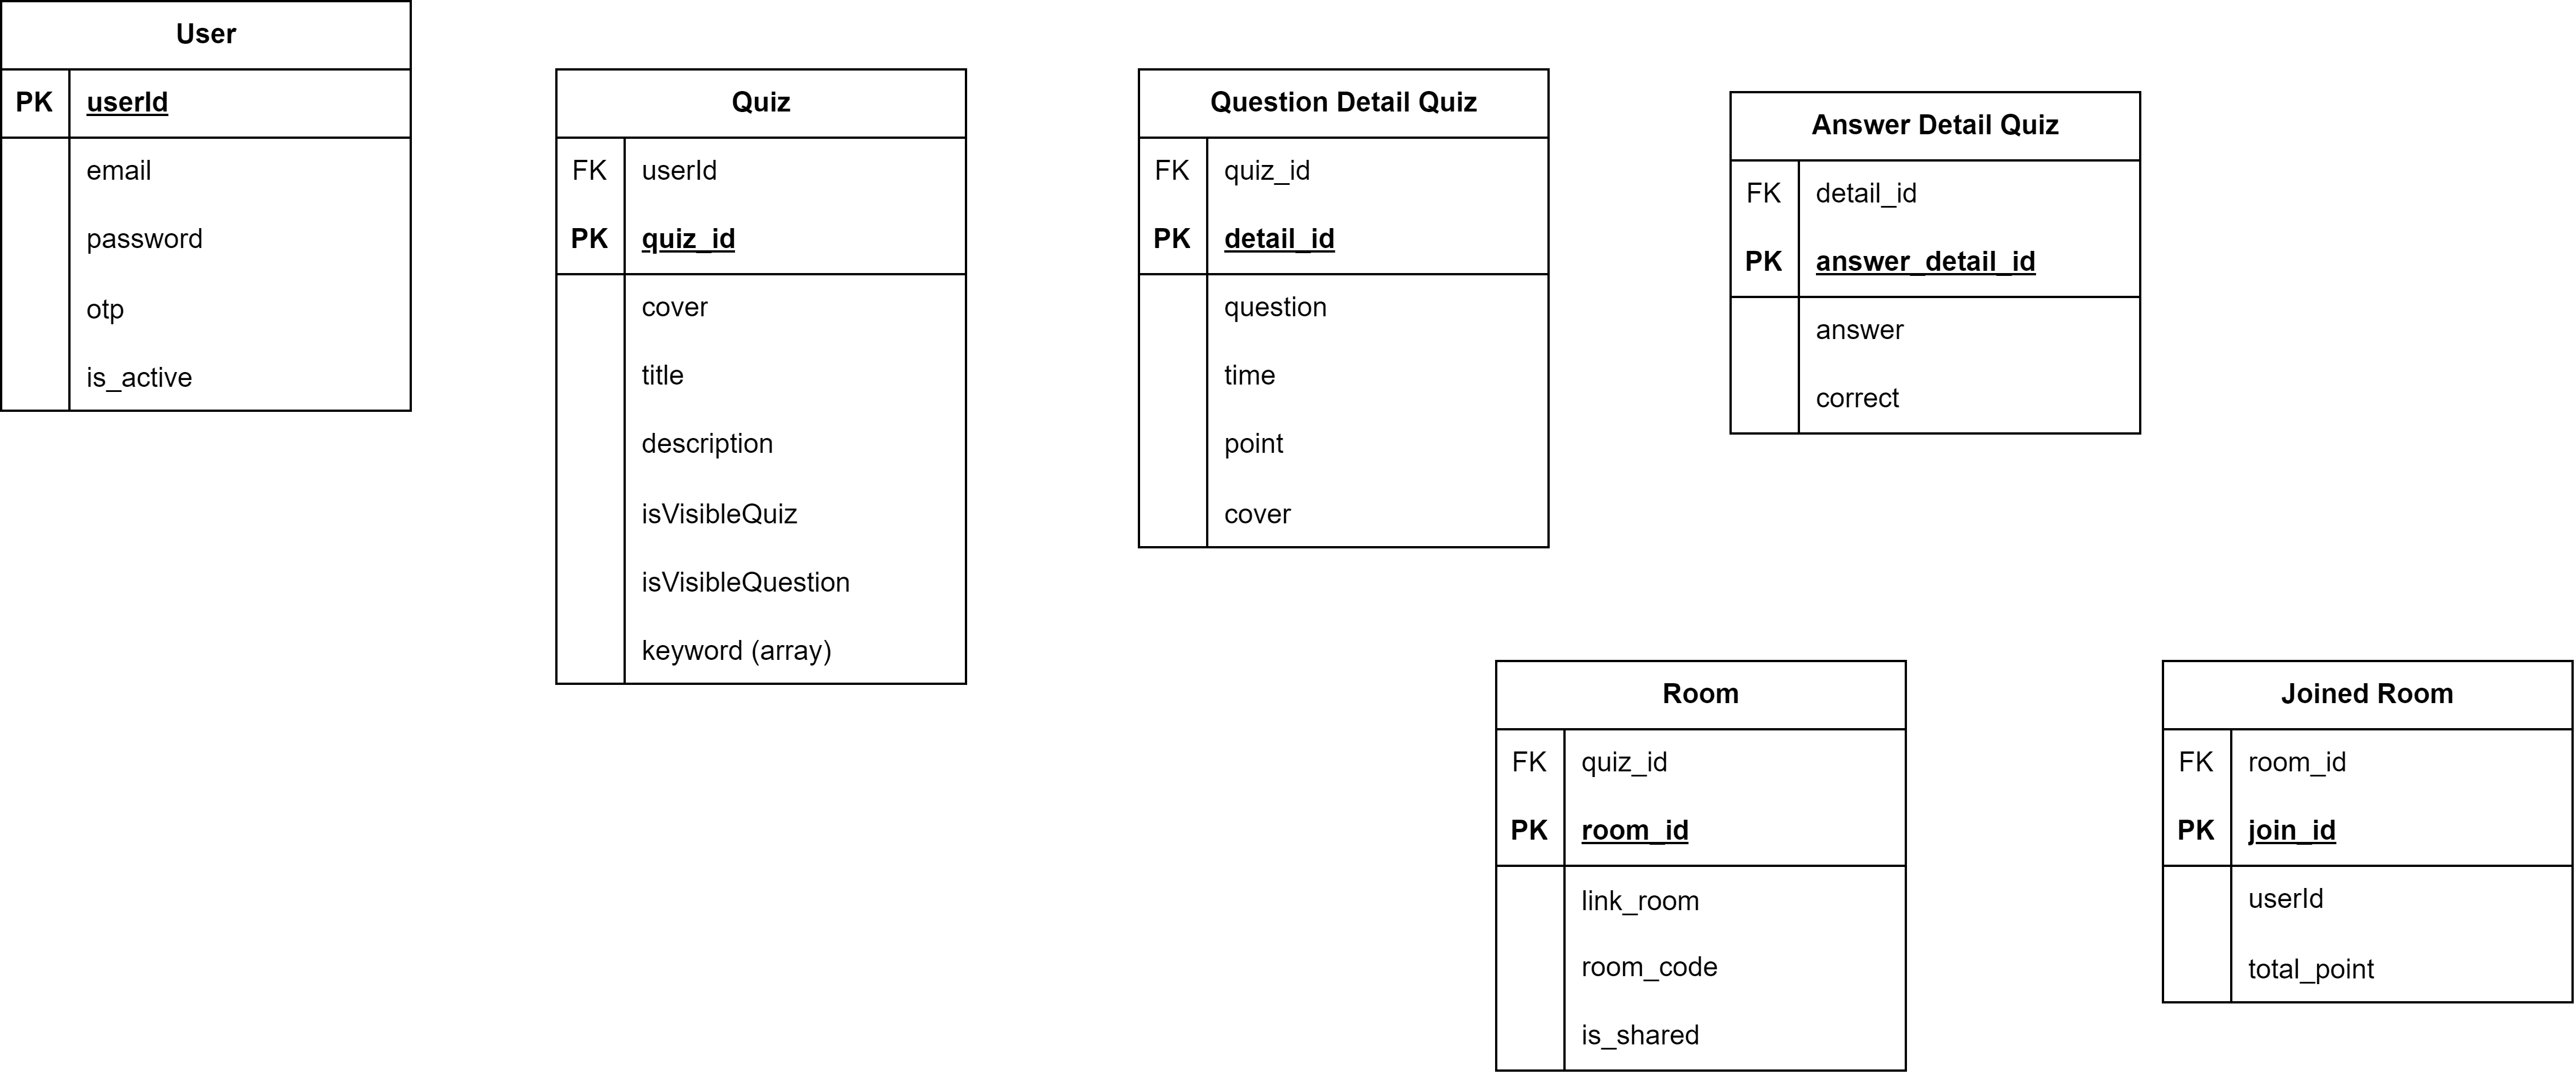 User
PK userId
email
password
otp
is_active
Quiz
FK userId
PK quiz_id
cover
title
description
isVisibleQuiz
isVisibleQuestion
keyword (array)
Question Detail Quiz
FK quiz_id
PK detail_id
question
time
point
cover
Answer Detail Quiz
FK detail_id
PK answer_detail_id
answer
correct
Room
FK quiz_id
PK room_id
link_room
room_code
is_shared
Joined Room
FK room_id
PK join_id
userId
total_point